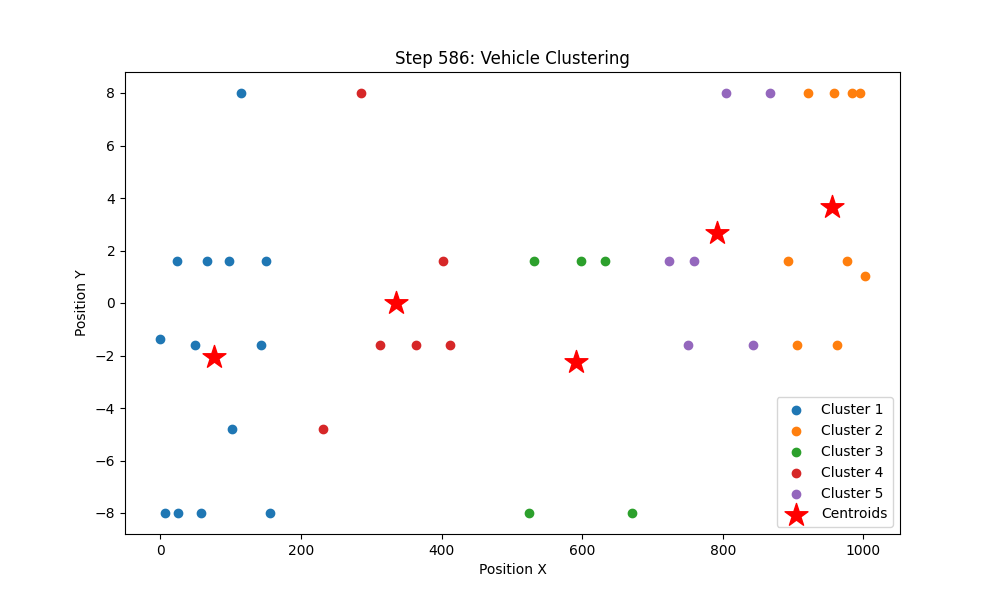 Step 586: Vehicle Clustering
8
6
4
2
0
−2
−4
−6
−8
Position Y
0 200 400 600 800 1000
Position X
Cluster 1
Cluster 2
Cluster 3
Cluster 4
Cluster 5
Centroids